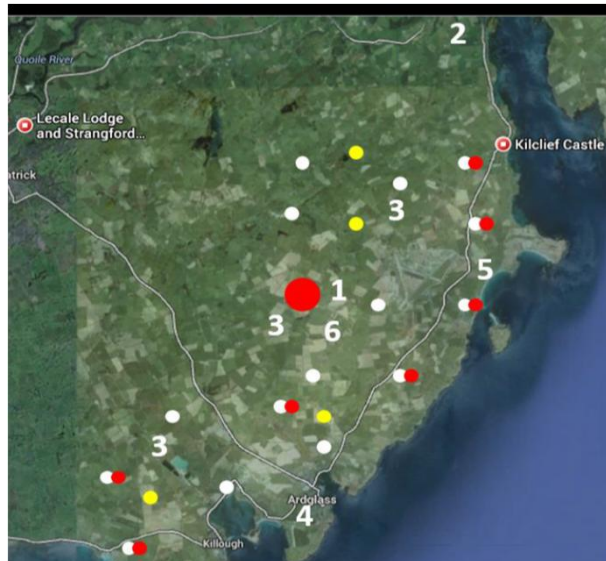 2
Quoile River
Lecale Lodge
and Strangford...
Kilclief Castle
atrick
3
5
1
3
6
3
Ardglass
4
Killough